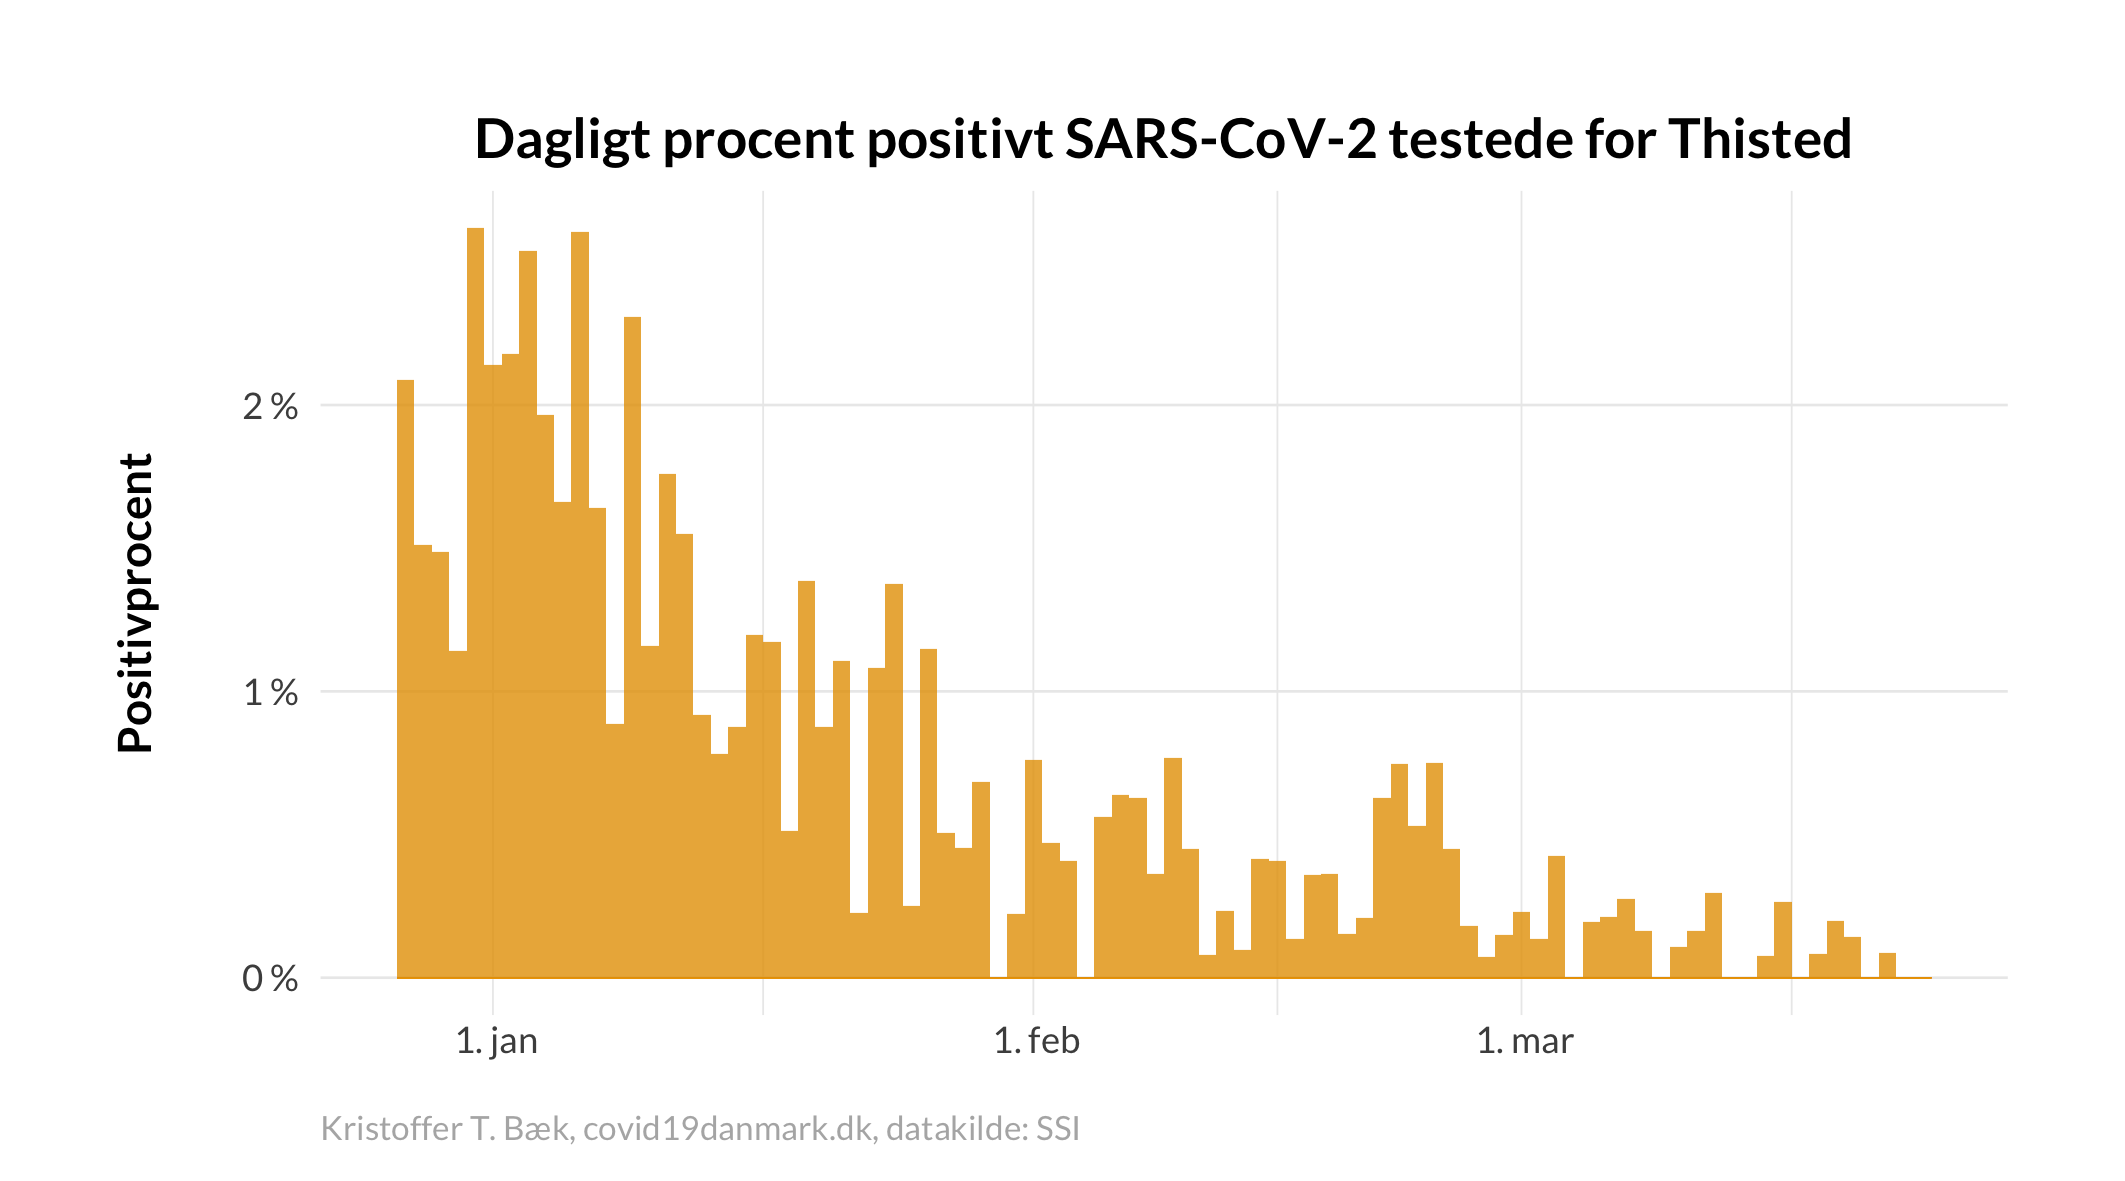 Dagligt procent positivt SARS-CoV-2 testede for Thisted
Positivprocent
2 %
1 %
0 %
1. jan
1. feb
1. mar
Kristoffer T. Bæk, covid19danmark.dk, datakilde: SSI